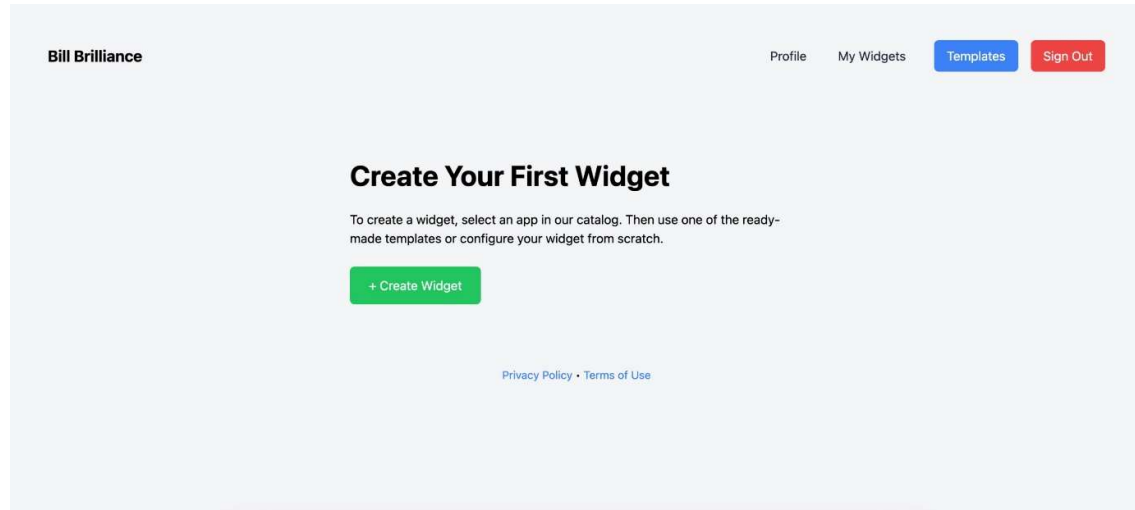 Bill Brilliance
Profile
My Widgets
Templates
Sign Out
Create Your First Widget
To create a widget, select an app in our catalog. Then use one of the ready-
made templates or configure your widget from scratch.
+ Create Widget
Privacy Policy • Terms of Use